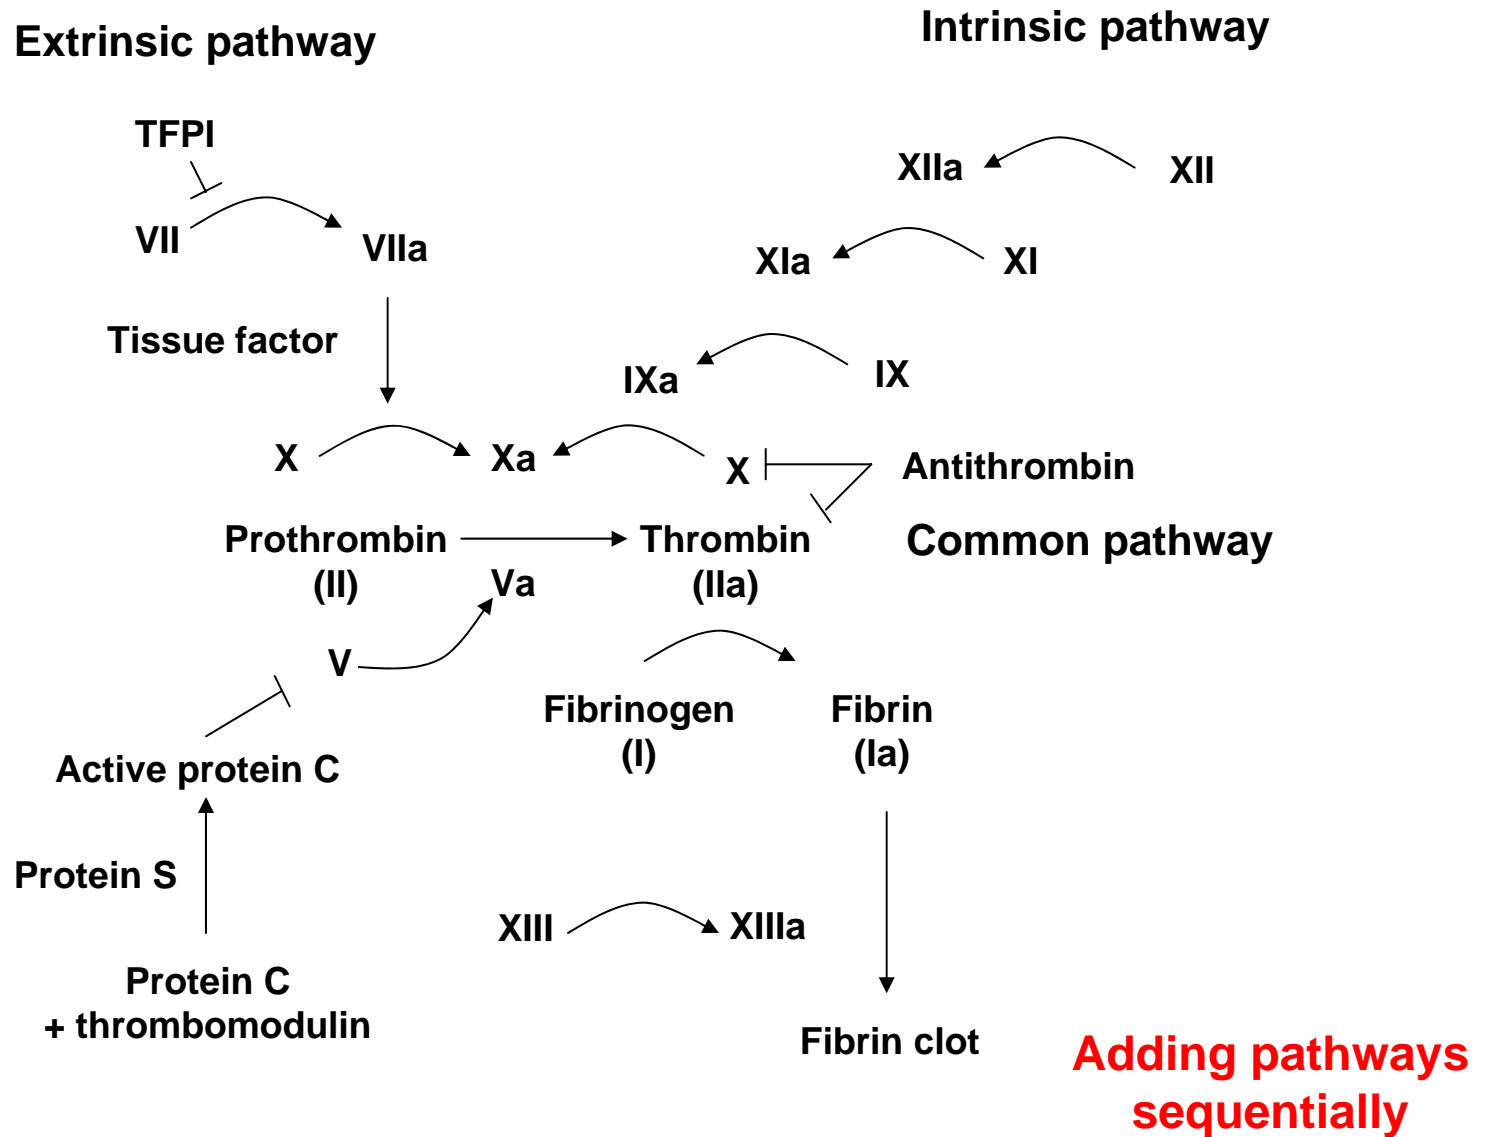 Extrinsic pathway
Intrinsic pathway
TFPI
XIIa
XII
VII
VIIa
XIa
XI
Tissue factor
IXa
IX
X
Xa
X
Antithrombin
Prothrombin
(II)
Thrombin
(IIa)
Common pathway
Va
V
Fibrinogen
(I)
Fibrin
(Ia)
Active protein C
Protein S
XIII
XIIIa
Protein C
+ thrombomodulin
Fibrin clot
Adding pathways
sequentially